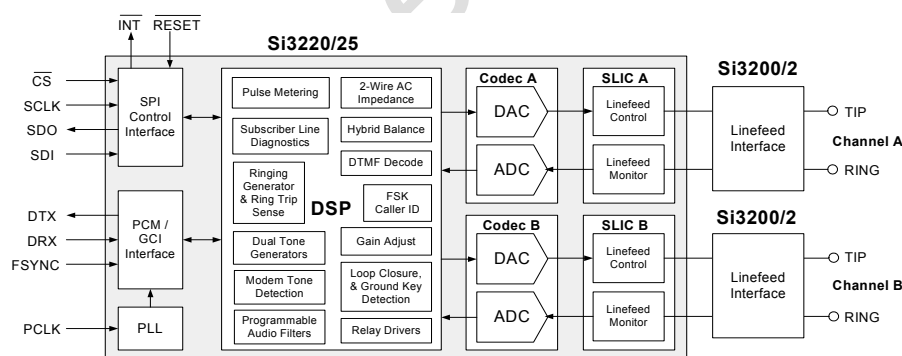 INT
RESET
Si3220/25
CS
SCLK
SDO
SDI
SPI
Control
Interface
DTX
DRX
FSYNC
PCM /
GCI
Interface
PCLK
PLL
Pulse Metering
2-Wire AC
Impedance
Subscriber Line
Diagnostics
Hybrid Balance
DTMF Decode
Ringing
Generator
& Ring Trip
Sense
DSP
FSK
Caller ID
Dual Tone
Generators
Gain Adjust
Modem Tone
Detection
Loop Closure,
& Ground Key
Detection
Programmable
Audio Filters
Relay Drivers
Codec A
DAC
ADC
SLIC A
Linefeed
Control
Linefeed
Monitor
Si3200/2
Linefeed
Interface
TIP
Channel A
RING
Codec B
DAC
ADC
SLIC B
Linefeed
Control
Linefeed
Monitor
Si3200/2
Linefeed
Interface
TIP
Channel B
RING